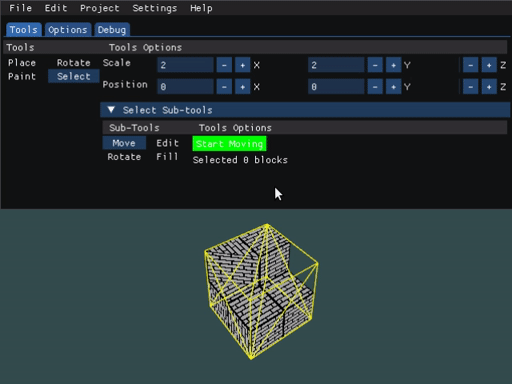 File Edit Project Settings Help
Tools Options Debug
Tools Tools Options
Place Rotate Scale 2 - + X 2 - + Y - + Z
Paint Select Position 0 - + X 0 - + Y - + Z
▼ Select Sub-tools
Sub-Tools Tools Options
Move Edit Start Moving
Rotate Fill Selected 0 blocks